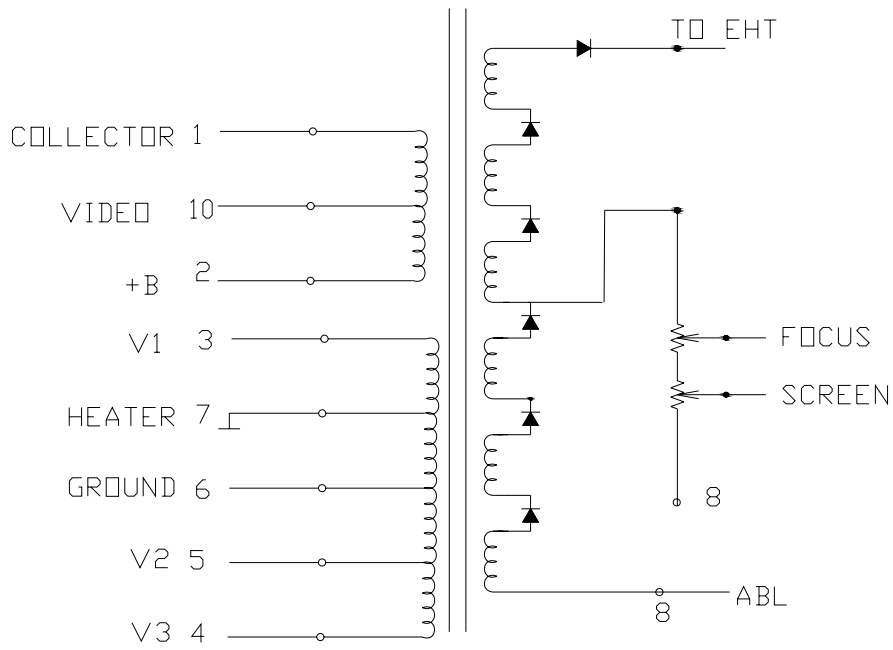 TO EHT
COLLECTOR 1
VIDEO 10
+B 2
V1 3
HEATER 7
GROUND 6
V2 5
V3 4
FOCUS
SCREEN
8
ABL
8